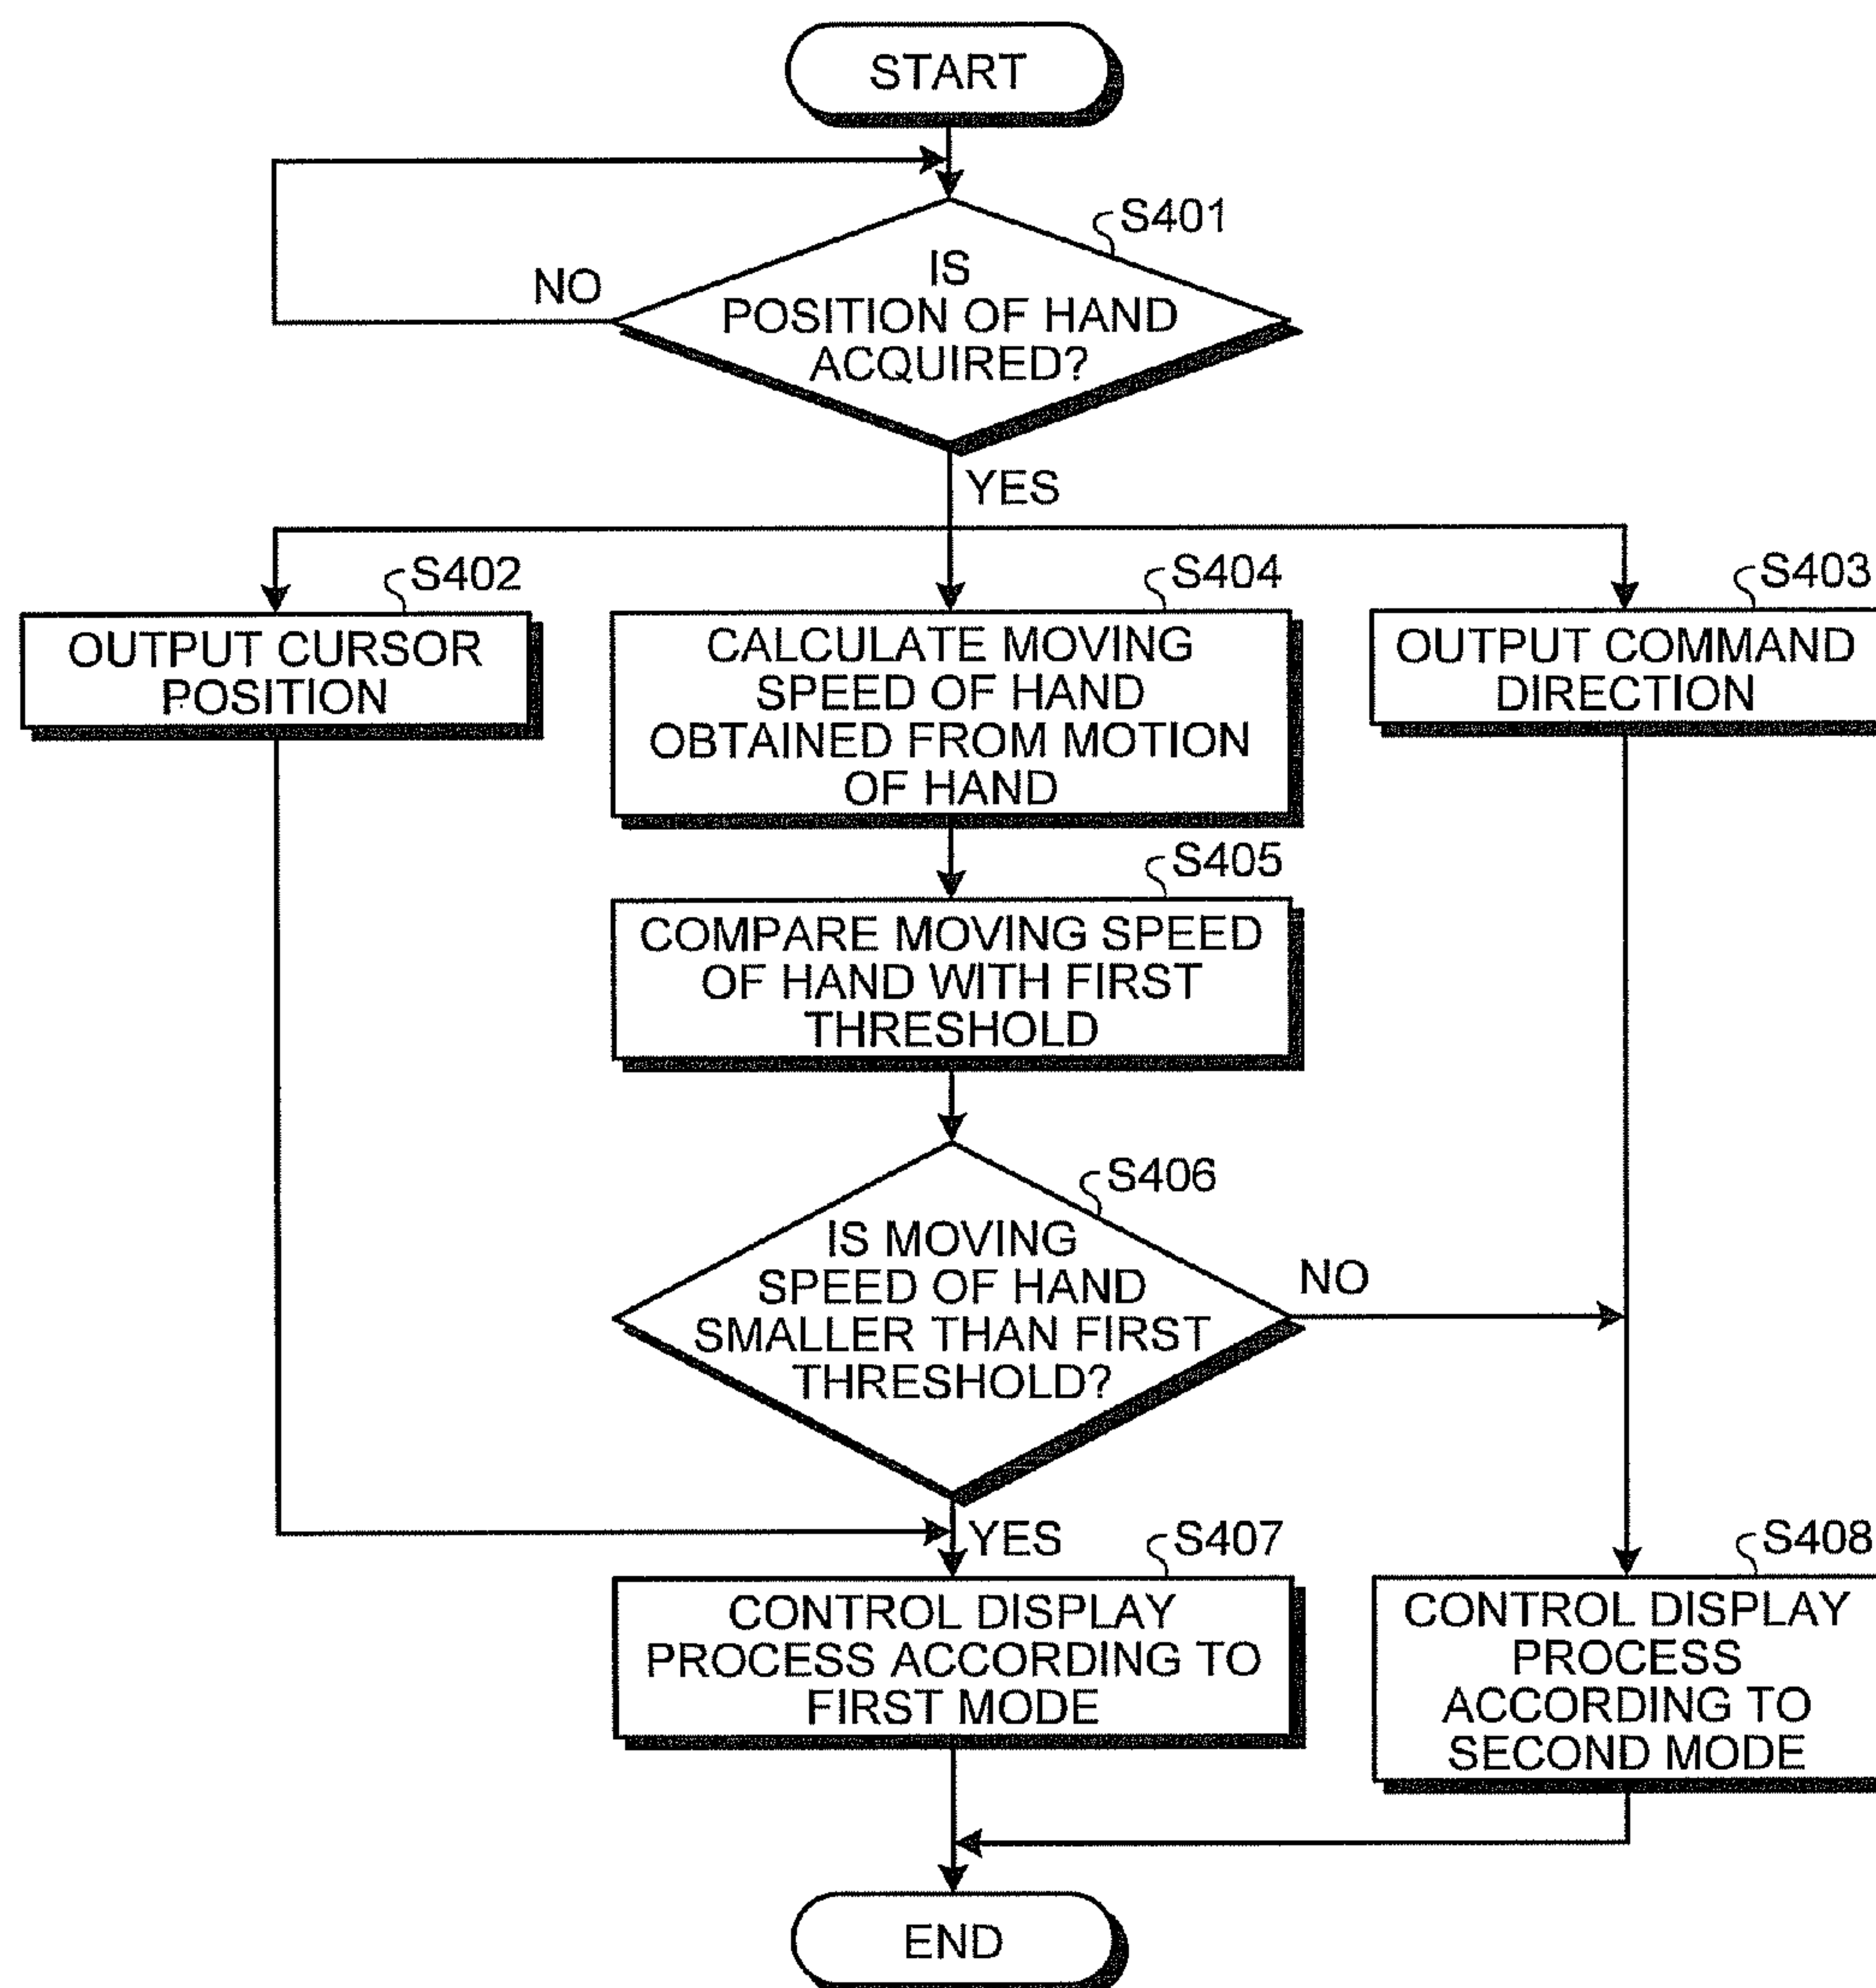 START
S401
IS
POSITION OF HAND
ACQUIRED?
NO
YES
S402
OUTPUT CURSOR
POSITION
S404
CALCULATE MOVING
SPEED OF HAND
OBTAINED FROM MOTION
OF HAND
S403
OUTPUT COMMAND
DIRECTION
S405
COMPARE MOVING SPEED
OF HAND WITH FIRST
THRESHOLD
S406
IS MOVING
SPEED OF HAND
SMALLER THAN FIRST
THRESHOLD?
NO
YES
S407
CONTROL DISPLAY
PROCESS ACCORDING TO
FIRST MODE
S408
CONTROL DISPLAY
PROCESS
ACCORDING TO
SECOND MODE
END